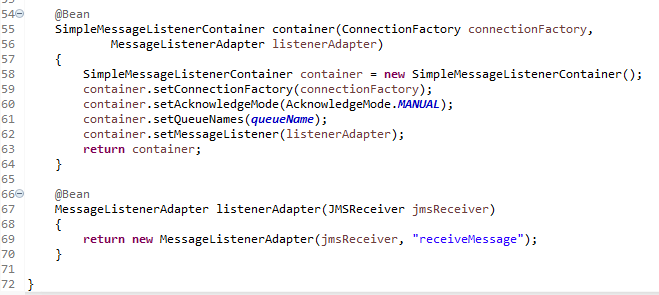 54 @Bean
55 SimpleMessageListenerContainer container(ConnectionFactory connectionFactory,
56 MessageListenerAdapter listenerAdapter)
57 {
58 SimpleMessageListenerContainer container = new SimpleMessageListenerContainer();
59 container.setConnectionFactory(connectionFactory);
60 container.setAcknowledgeMode(AcknowledgeMode.MANUAL);
61 container.setQueueNames(queueName);
62 container.setMessageListener(listenerAdapter);
63 return container;
64 }
65
66 @Bean
67 MessageListenerAdapter listenerAdapter(JMSReceiver jmsReceiver)
68 {
69 return new MessageListenerAdapter(jmsReceiver, "receiveMessage");
70 }
71
72 }